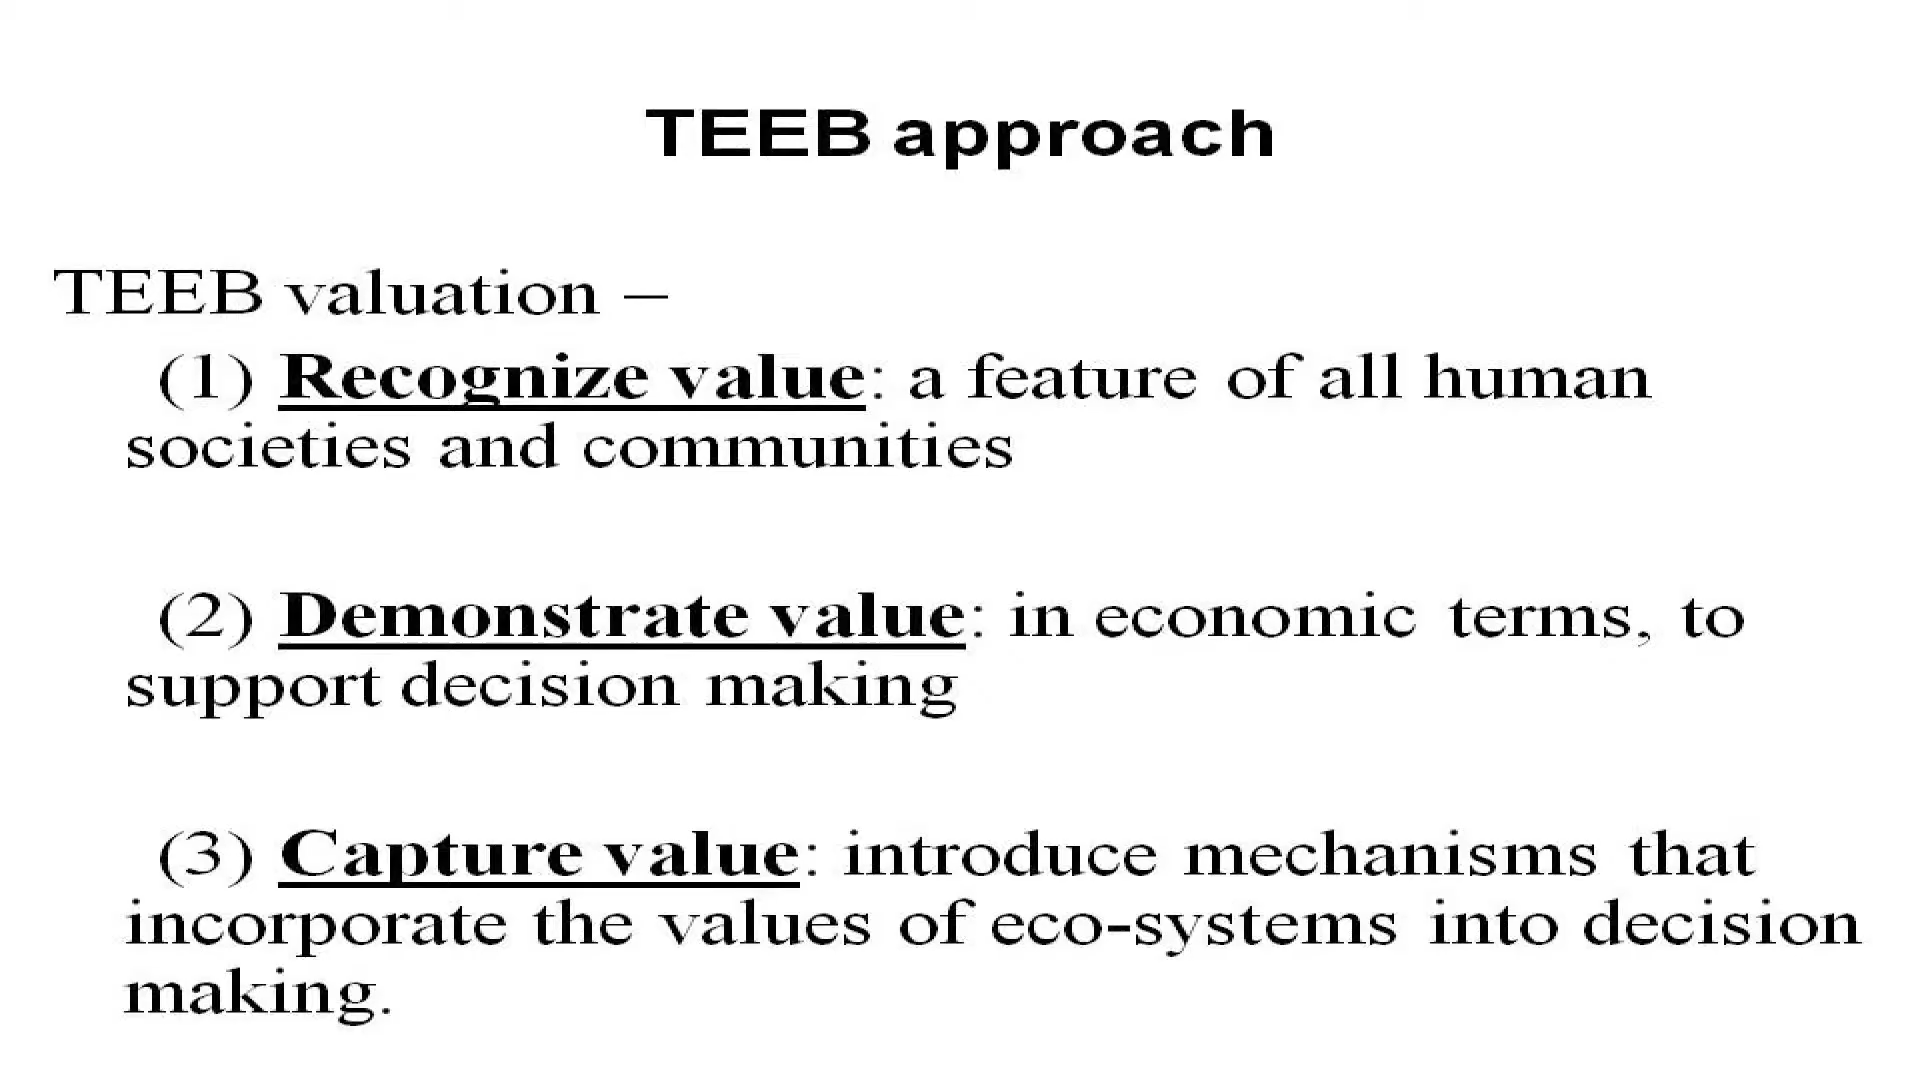 TEEB approach
TEEB valuation –
(1) Recognize value: a feature of all human
societies and communities
(2) Demonstrate value: in economic terms, to
support decision making
(3) Capture value: introduce mechanisms that
incorporate the values of eco-systems into decision
making.